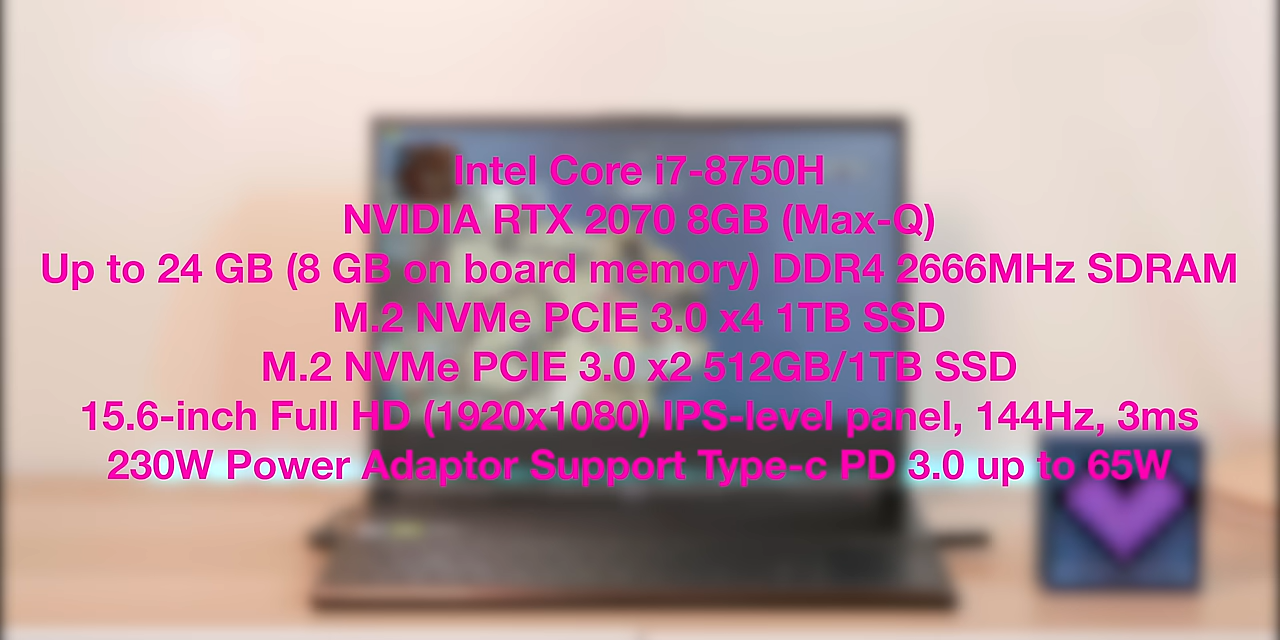 Intel Core i7-8750H
NVIDIA RTX 2070 8GB (Max-Q)
Up to 24 GB (8 GB on board memory) DDR4 2666MHz SDRAM
M.2 NVMe PCIE 3.0 x4 1TB SSD
M.2 NVMe PCIE 3.0 x2 512GB/1TB SSD
15.6-inch Full HD (1920x1080) IPS-level panel, 144Hz, 3ms
230W Power Adaptor Support Type-c PD 3.0 up to 65W